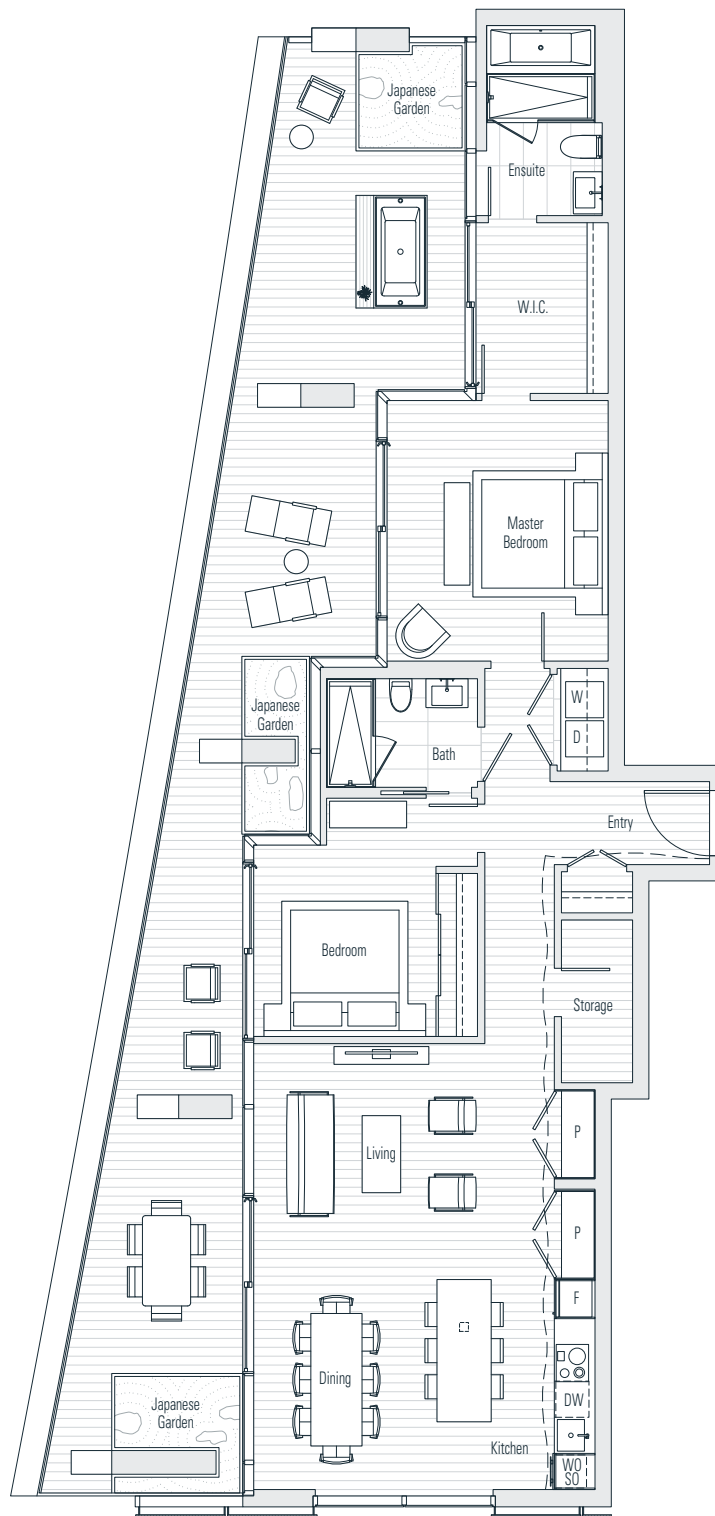 Japanese
Garden
Ensuite
W.I.C.
Master
Bedroom
Japanese
Garden
W
D
Bath
Entry
Bedroom
Storage
Living
P
P
F
Dining
DW
Japanese
Garden
Kitchen
WO
SO